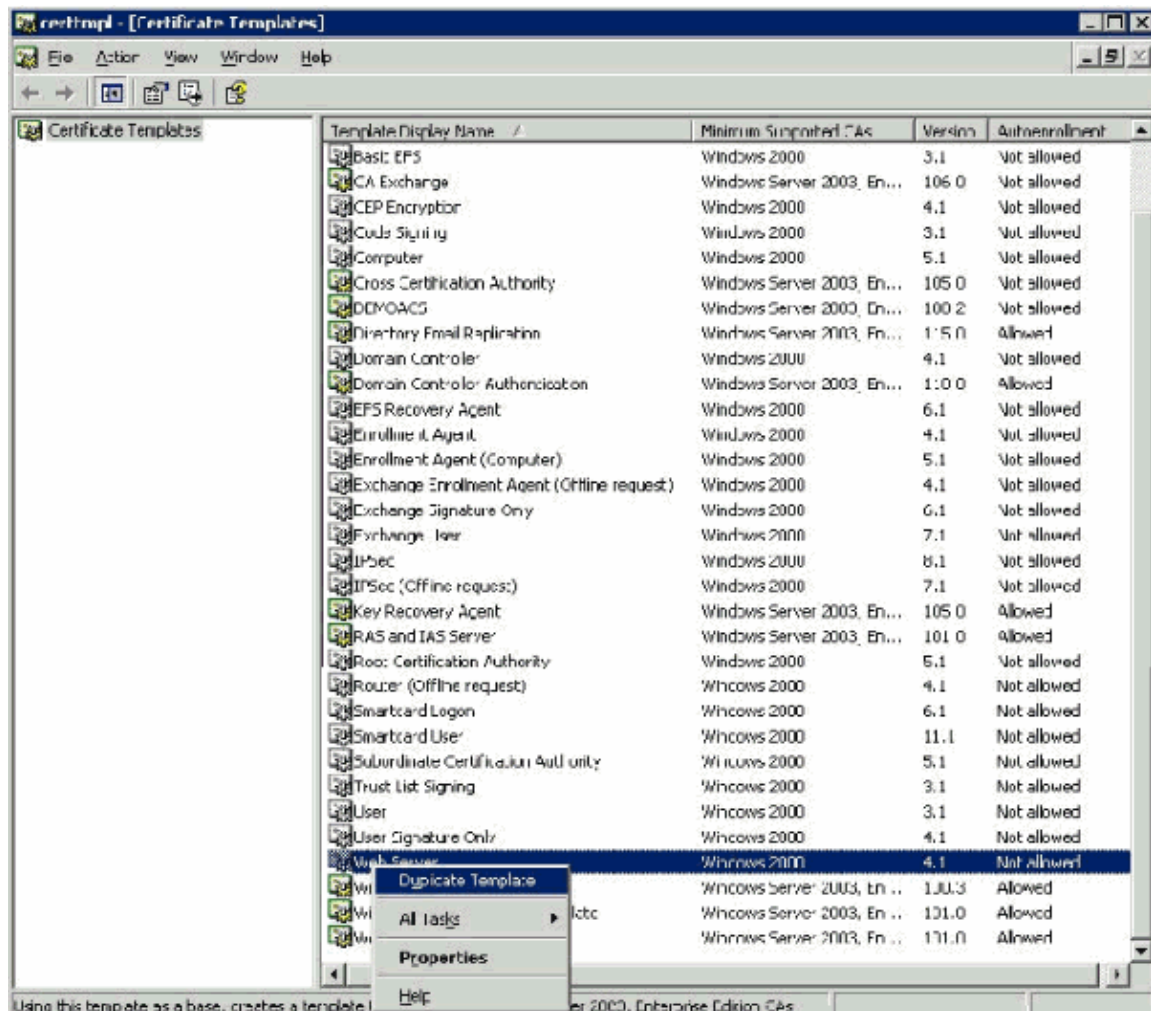 certtmpl - [Certificate Templates]
File Action View Window Help
Certificate Templates
Template Display Name Minimum Supported CAs Version Autoenrollment
Basic EFS Windows 2000 3.1 Not allowed
CA Exchange Windows Server 2003, En... 106.0 Not allowed
CEP Encryption Windows 2000 4.1 Not allowed
Code Signing Windows 2000 3.1 Not allowed
Computer Windows 2000 5.1 Not allowed
Cross Certification Authority Windows Server 2003, En... 105.0 Not allowed
DEMOACS Windows Server 2003, En... 100.2 Not allowed
Directory Email Replication Windows Server 2003, En... 115.0 Allowed
Domain Controller Windows 2000 4.1 Not allowed
Domain Controller Authentication Windows Server 2003, En... 110.0 Allowed
EFS Recovery Agent Windows 2000 6.1 Not allowed
Enrollment Agent Windows 2000 4.1 Not allowed
Enrollment Agent (Computer) Windows 2000 5.1 Not allowed
Exchange Enrollment Agent (Offline request) Windows 2000 4.1 Not allowed
Exchange Signature Only Windows 2000 6.1 Not allowed
Exchange User Windows 2000 7.1 Not allowed
IPSec Windows 2000 8.1 Not allowed
IPSec (Offline request) Windows 2000 7.1 Not allowed
Key Recovery Agent Windows Server 2003, En... 105.0 Allowed
RAS and IAS Server Windows Server 2003, En... 101.0 Allowed
Root Certification Authority Windows 2000 5.1 Not allowed
Router (Offline request) Windows 2000 4.1 Not allowed
Smartcard Logon Windows 2000 6.1 Not allowed
Smartcard User Windows 2000 11.1 Not allowed
Subordinate Certification Authority Windows 2000 5.1 Not allowed
Trust List Signing Windows 2000 3.1 Not allowed
User Windows 2000 3.1 Not allowed
User Signature Only Windows 2000 4.1 Not allowed
Web Server Windows 2000 4.1 Not allowed
Windows Server 2003, En... 100.3 Allowed
Windows Server 2003, En... 101.0 Allowed
Windows Server 2003, En... 101.0 Allowed
Duplicate Template
All Tasks
Properties
Help
Using this template as a base, creates a template er 2003, Enterprise Edition CAs